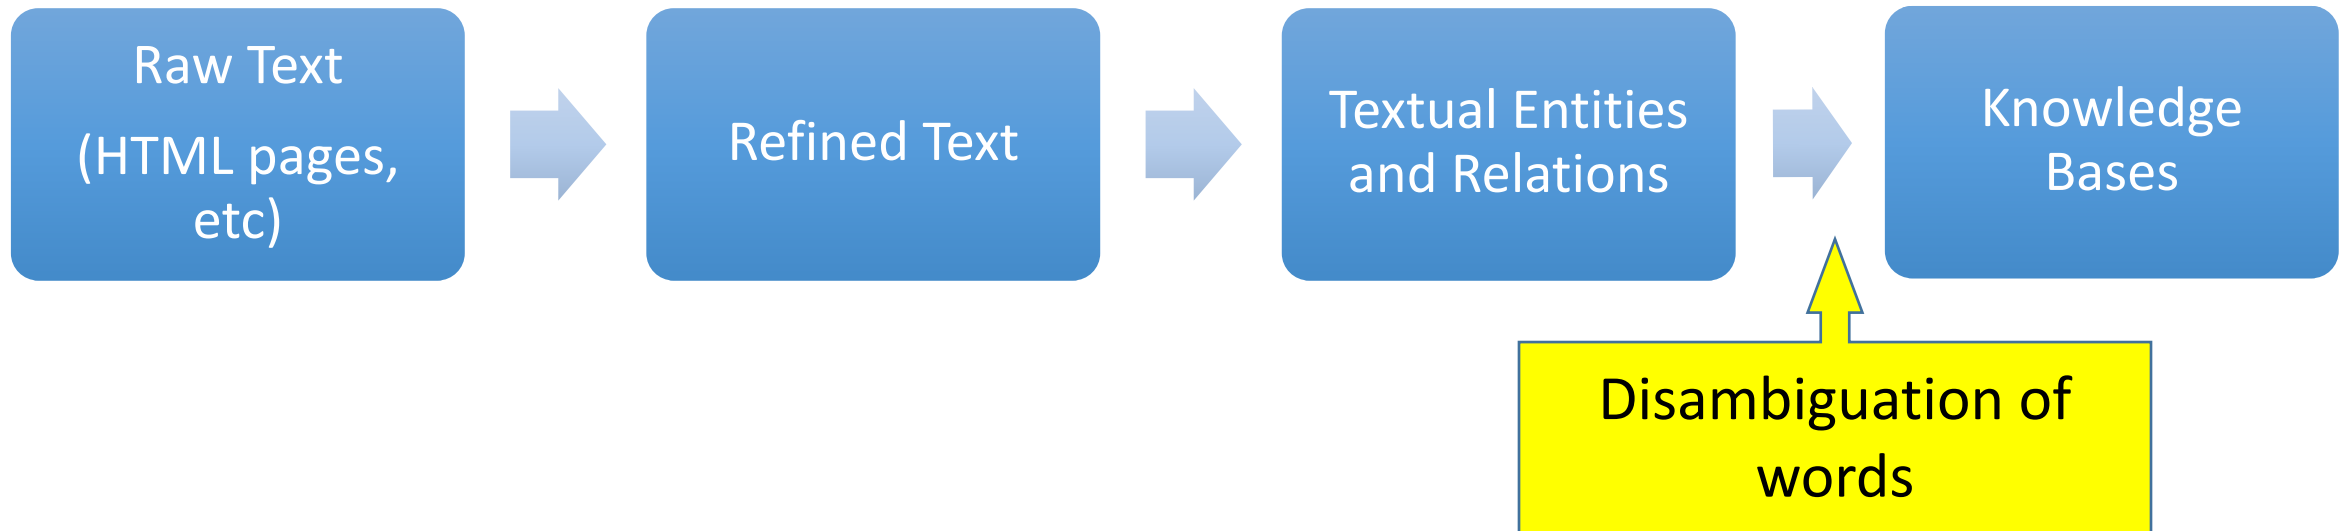 Raw Text
(HTML pages,
etc)
Refined Text
Textual Entities
and Relations
Knowledge
Bases
Disambiguation of
words